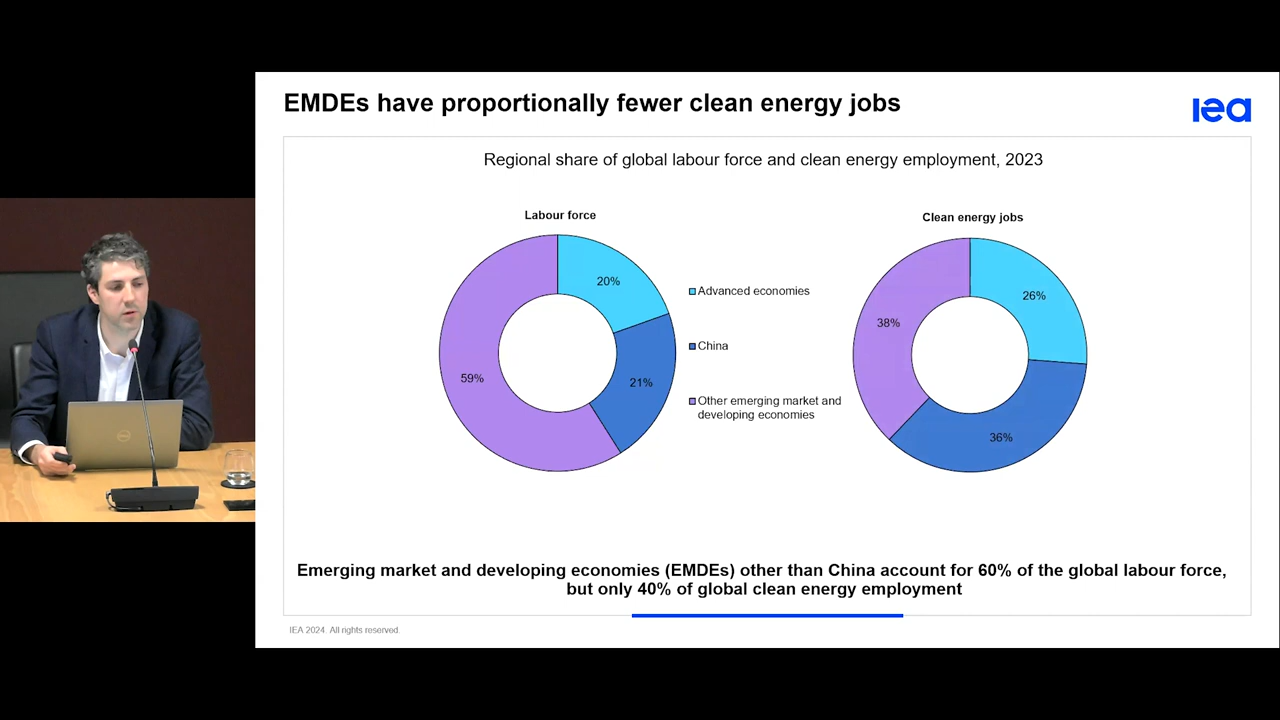 EMDEs have proportionally fewer clean energy jobs
iea
Regional share of global labour force and clean energy employment, 2023
Labour force
20%
21%
59%
Advanced economies
China
Other emerging market and
developing economies
Clean energy jobs
26%
36%
38%
Emerging market and developing economies (EMDEs) other than China account for 60% of the global labour force,
but only 40% of global clean energy employment
IEA 2024. All rights reserved.
DELL